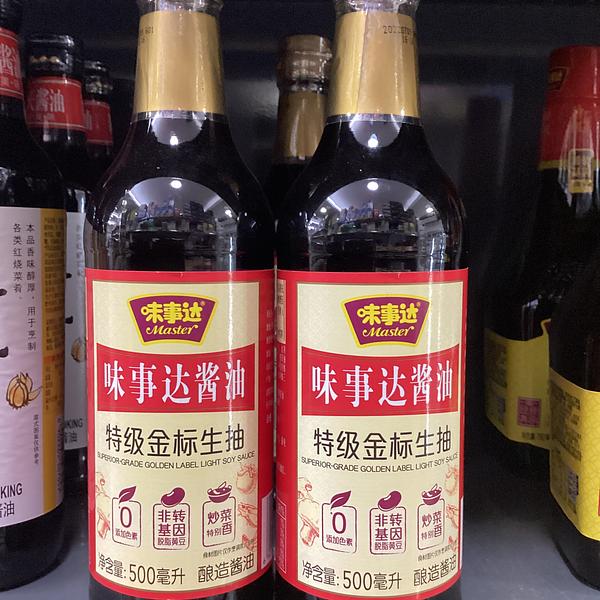 酱油
酱油
本品香味醇厚,用于烹制
各类红烧菜肴。
KING
酱油
味事达
Master
味事达酱油
特级金标生抽
SUPERIOR-GRADE GOLDEN LABEL LIGHT SOY SAUCE
0
添加色素
非转
基因
脱脂黄豆
炒菜
特别香
净含量:500毫升 酿造酱油
味事达
Master
味事达酱油
特级金标生抽
SUPERIOR-GRADE GOLDEN LABEL LIGHT SOY SAUCE
0
添加色素
非转
基因
脱脂黄豆
炒菜
特别香
净含量:500毫升 酿造酱油